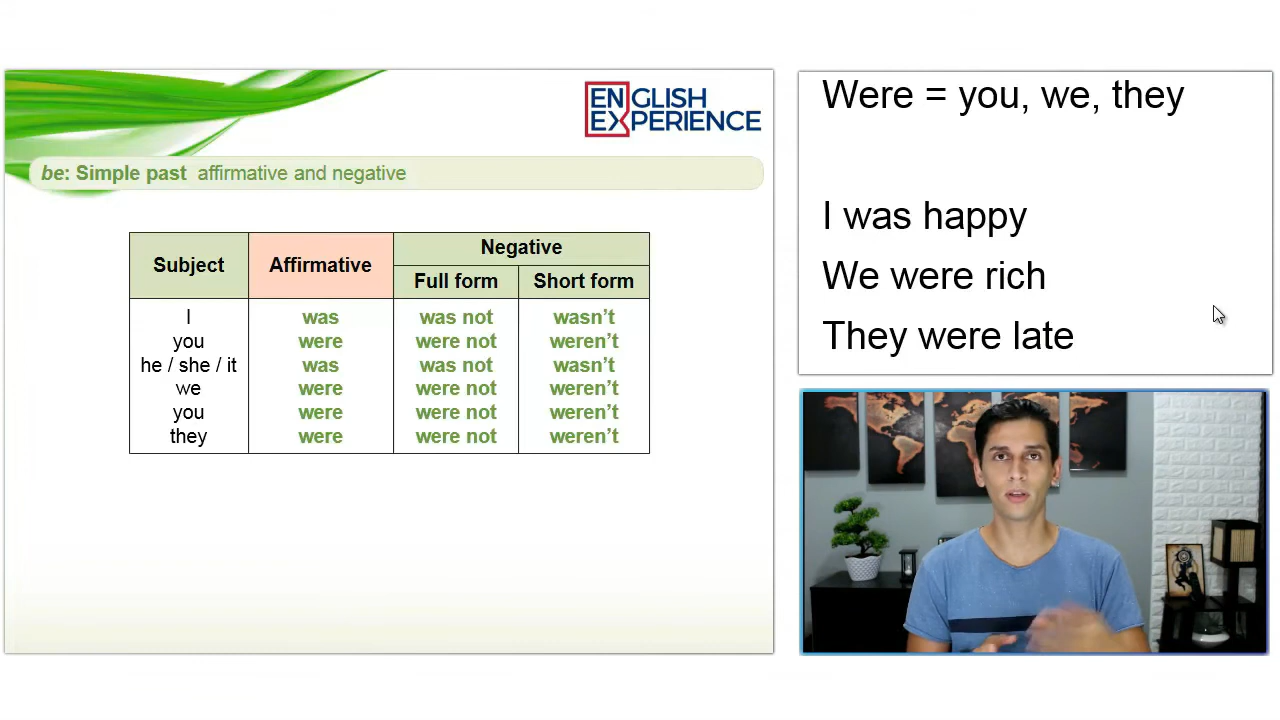 ENGLISH
EXPERIENCE
be: Simple past affirmative and negative
Subject Affirmative Negative
Full form Short form
I was was not wasn’t
you were were not weren’t
he / she / it was was not wasn’t
we were were not weren’t
you were were not weren’t
they were were not weren’t
Were = you, we, they
I was happy
We were rich
They were late